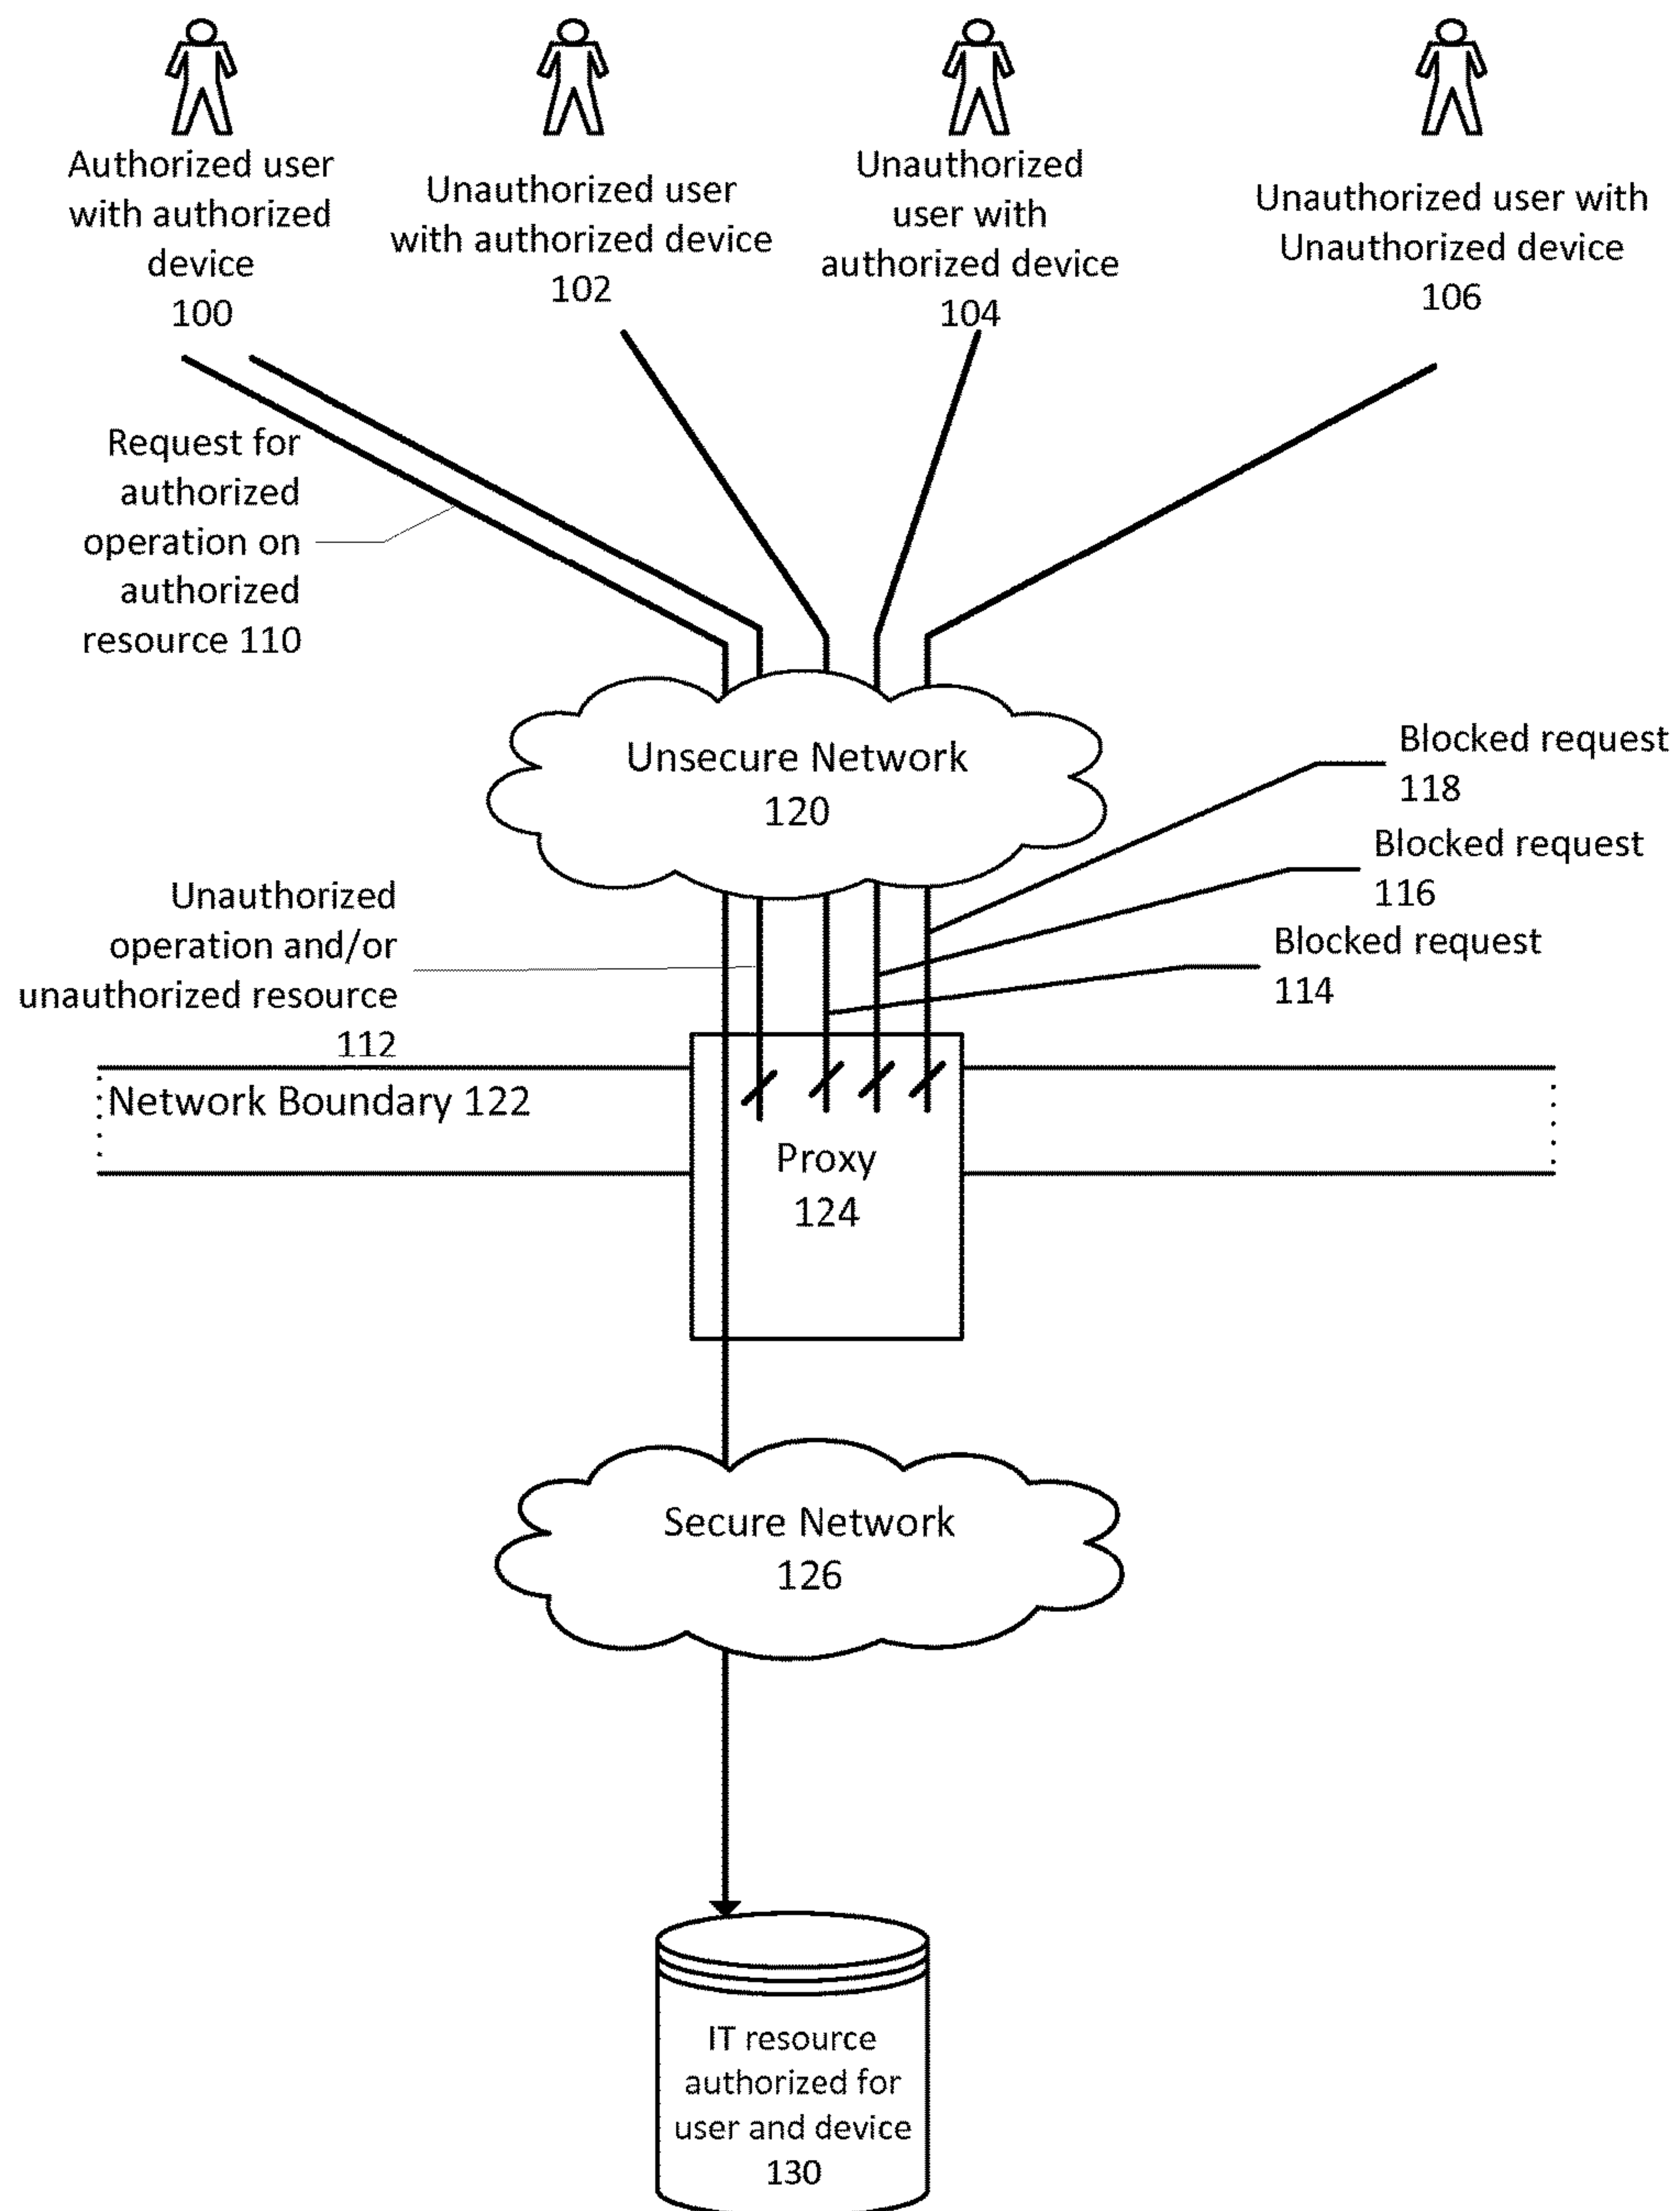 Authorized user
with authorized
device
100
Unauthorized user
with authorized device
102
Unauthorized
user with
authorized device
104
Unauthorized user with
Unauthorized device
106
Request for
authorized
operation on
authorized
resource 110
Unsecure Network
120
Blocked request
118
Blocked request
116
Blocked request
114
Unauthorized
operation and/or
unauthorized resource
112
Network Boundary 122
Proxy
124
Secure Network
126
IT resource
authorized for
user and device
130